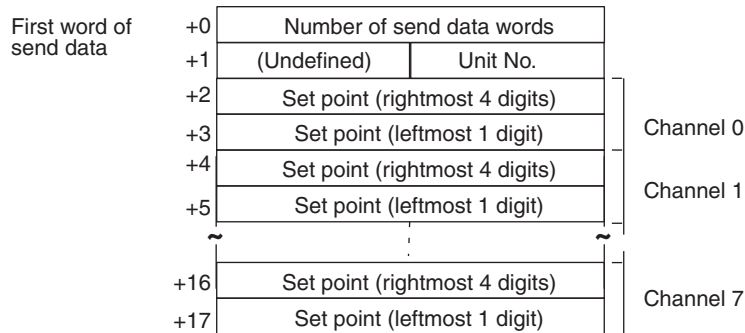 First word of
send data
+0 Number of send data words
+1 (Undefined) Unit No.
+2 Set point (rightmost 4 digits)
+3 Set point (leftmost 1 digit)
Channel 0
+4 Set point (rightmost 4 digits)
+5 Set point (leftmost 1 digit)
Channel 1
~ ~
+16 Set point (rightmost 4 digits)
+17 Set point (leftmost 1 digit)
Channel 7